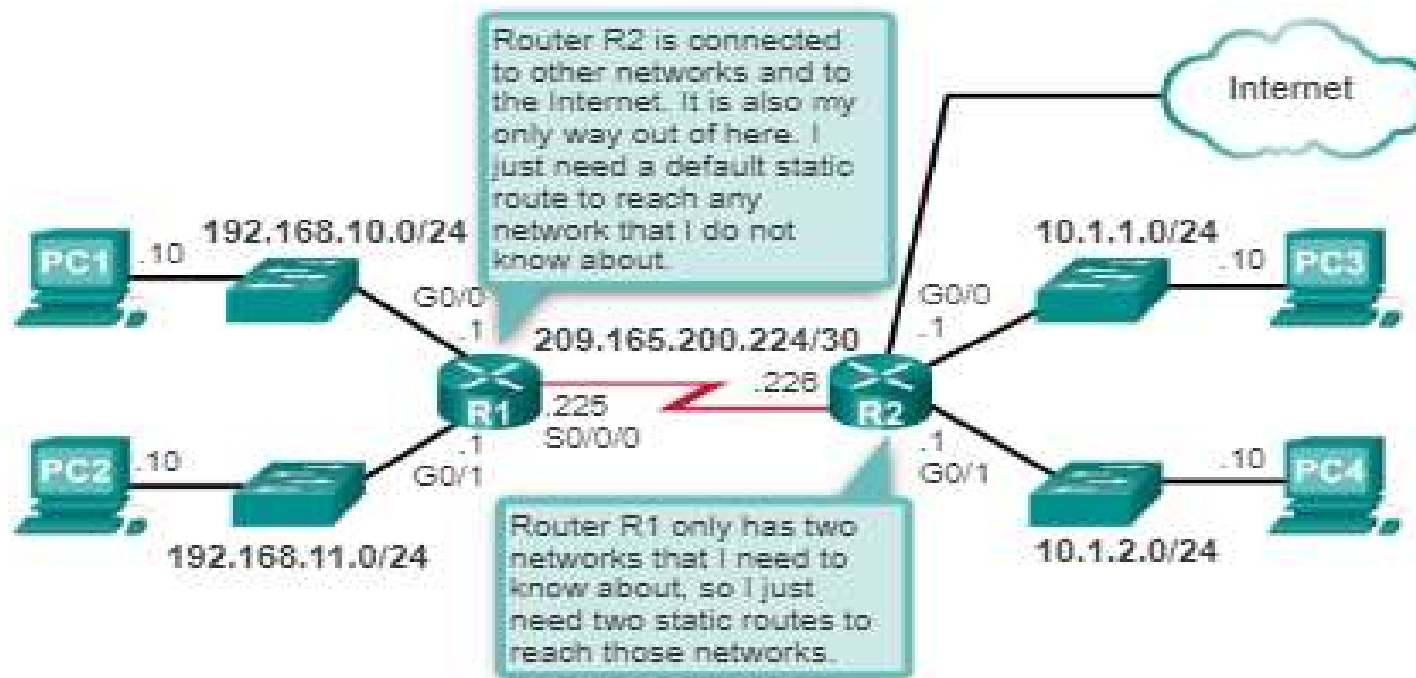 Router R2 is connected
to other networks and to
the Internet. It is also my
only way out of here. I
just need a default static
route to reach any
network that I do not
know about.
Internet
192.168.10.0/24
10.1.1.0/24
PC1
.10
.10
PC3
G0/0
.1
G0/0
.1
209.165.200.224/30
.226
R1
R2
.225
S0/0/0
.1
G0/1
.1
G0/1
PC2
.10
.10
PC4
192.168.11.0/24
10.1.2.0/24
Router R1 only has two
networks that I need to
know about, so I just
need two static routes to
reach those networks.